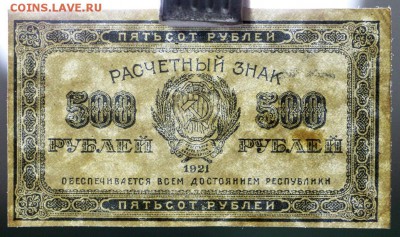 COINS.LAVE.RU
ПЯТЬСОТ РУБЛЕЙ
РАСЧЕТНЫЙ ЗНАК
500 500
РУБЛЕЙ РУБЛЕЙ
1921
ОБЕСПЕЧИВАЕТСЯ ВСЕМ ДОСТОЯНИЕМ РЕСПУБЛИКИ
ПЯТЬСОТ РУБЛЕЙ